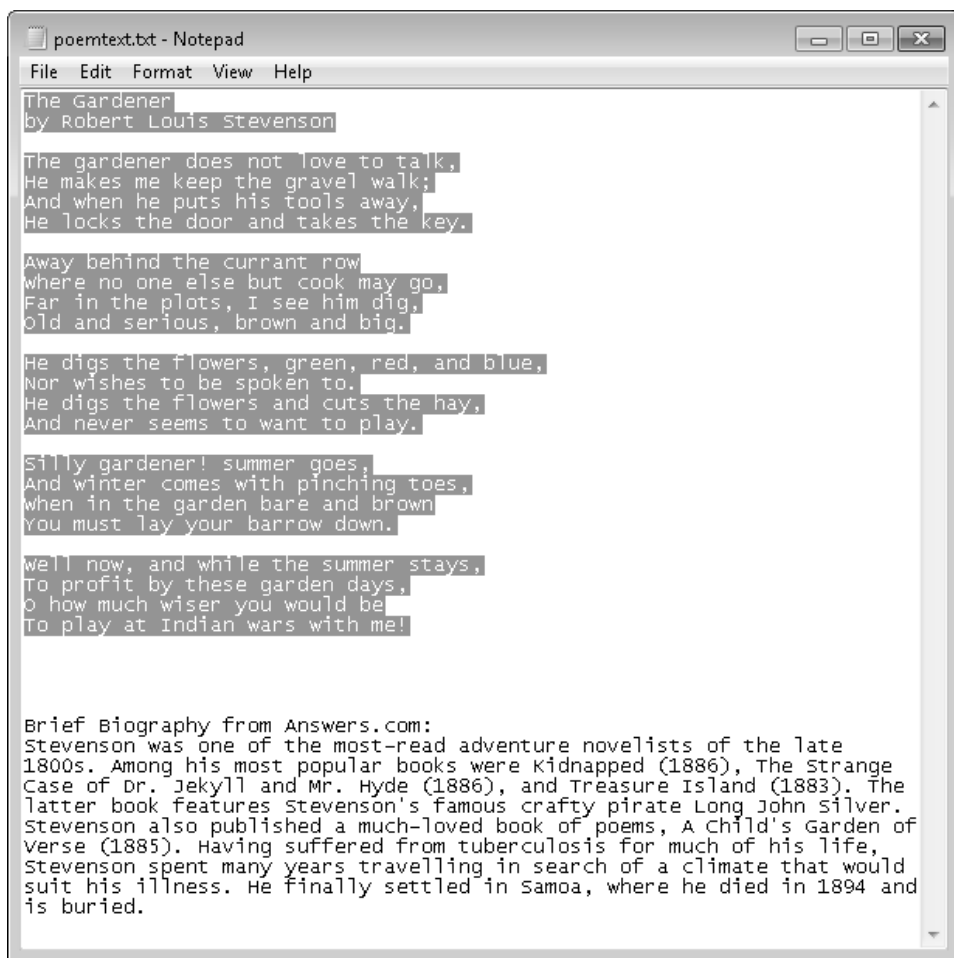 poemtext.txt - Notepad
File Edit Format View Help
The Gardener
by Robert Louis Stevenson
The gardener does not love to talk,
He makes me keep the gravel walk;
And when he puts his tools away,
He locks the door and takes the key.
Away behind the currant row
Where no one else but cook may go,
Far in the plots, I see him dig,
Old and serious, brown and big.
He digs the flowers, green, red, and blue,
Nor wishes to be spoken to.
He digs the flowers and cuts the hay,
And never seems to want to play.
Silly gardener! summer goes,
And winter comes with pinching toes,
When in the garden bare and brown
You must lay your barrow down.
Well now, and while the summer stays,
To profit by these garden days,
O how much wiser you would be
To play at Indian wars with me!
Brief Biography from Answers.com:
Stevenson was one of the most-read adventure novelists of the late
1800s. Among his most popular books were Kidnapped (1886), The Strange
Case of Dr. Jekyll and Mr. Hyde (1886), and Treasure Island (1883). The
latter book features Stevenson's famous crafty pirate Long John Silver.
Stevenson also published a much-loved book of poems, A Child's Garden of
Verse (1885). Having suffered from tuberculosis for much of his life,
Stevenson spent many years travelling in search of a climate that would
suit his illness. He finally settled in Samoa, where he died in 1894 and
is buried.